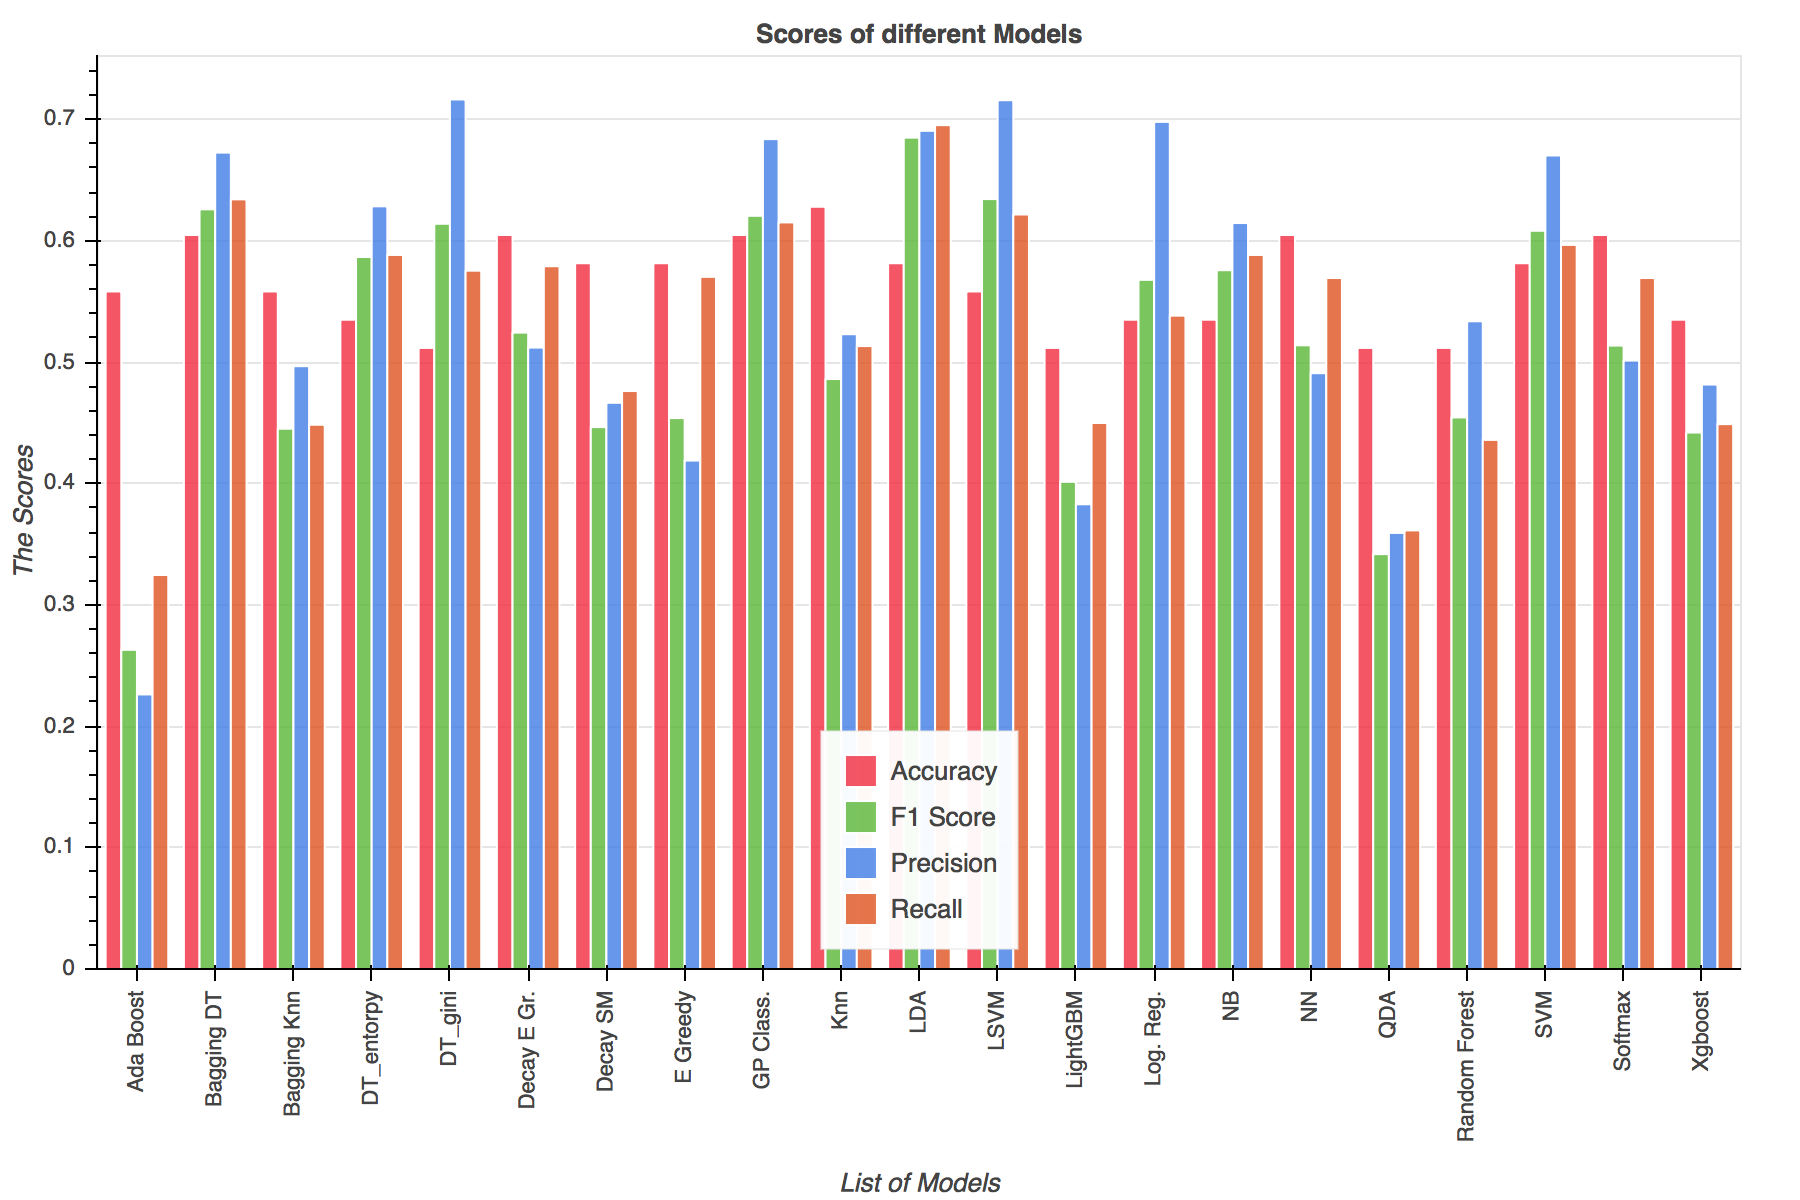 Scores of different Models
The Scores
0.7
0.6
0.5
0.4
0.3
0.2
0.1
0
Accuracy
F1 Score
Precision
Recall
Ada Boost
Bagging DT
Bagging Knn
DT_entorpy
DT_gini
Decay E Gr.
Decay SM
E Greedy
GP Class.
Knn
LDA
LSVM
LightGBM
Log. Reg.
NB
NN
QDA
Random Forest
SVM
Softmax
Xgboost
List of Models